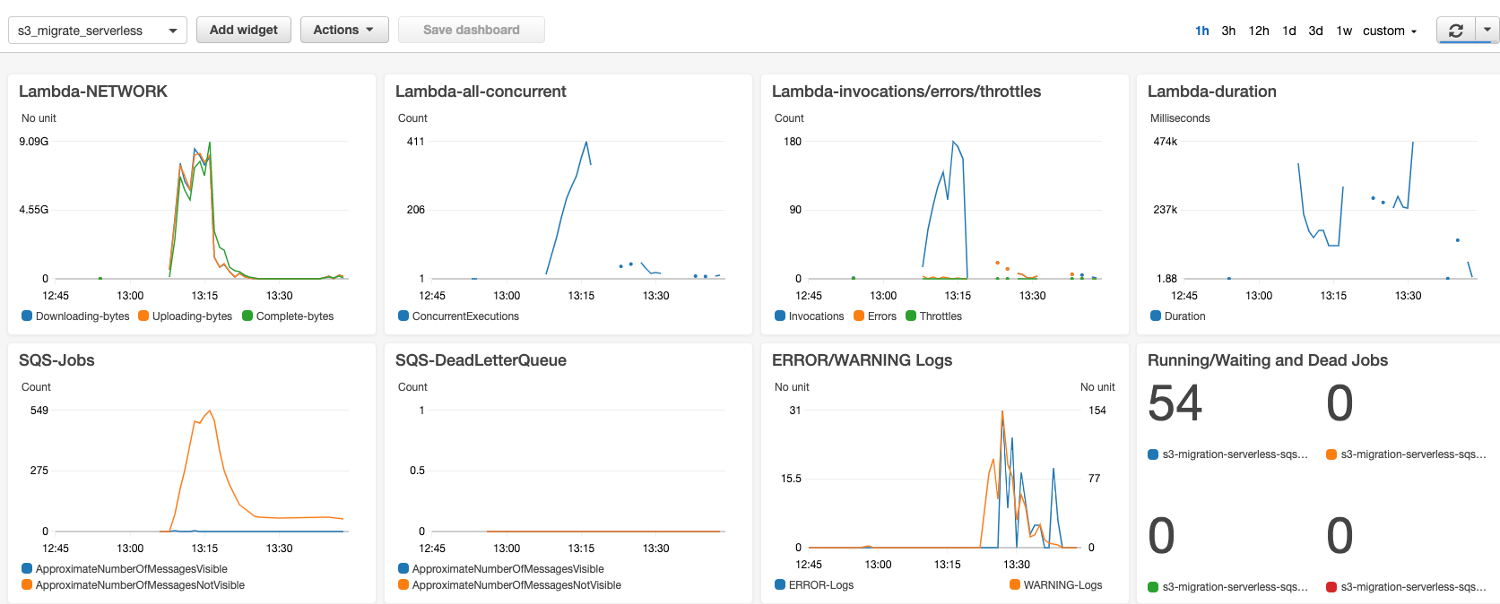 s3_migrate_serverless Add widget Actions Save dashboard 1h 3h 12h 1d 3d 1w custom
Lambda-NETWORK
No unit
9.09G
4.55G
0
12:45 13:00 13:15 13:30
Downloading-bytes Uploading-bytes Complete-bytes
Lambda-all-concurrent
Count
411
206
1
12:45 13:00 13:15 13:30
ConcurrentExecutions
Lambda-invocations/errors/throttles
Count
180
90
0
12:45 13:00 13:15 13:30
Invocations Errors Throttles
Lambda-duration
Milliseconds
474k
237k
1.88
12:45 13:00 13:15 13:30
Duration
SQS-Jobs
Count
549
275
0
12:45 13:00 13:15 13:30
ApproximateNumberOfMessagesVisible
ApproximateNumberOfMessagesNotVisible
SQS-DeadLetterQueue
Count
1
0.5
0
12:45 13:00 13:15 13:30
ApproximateNumberOfMessagesVisible
ApproximateNumberOfMessagesNotVisible
ERROR/WARNING Logs
No unit No unit
31 154
15.5 77
0 0
12:45 13:00 13:15 13:30
ERROR-Logs WARNING-Logs
Running/Waiting and Dead Jobs
54 0
s3-migration-serverless-sqs... s3-migration-serverless-sqs...
0 0
s3-migration-serverless-sqs... s3-migration-serverless-sqs...